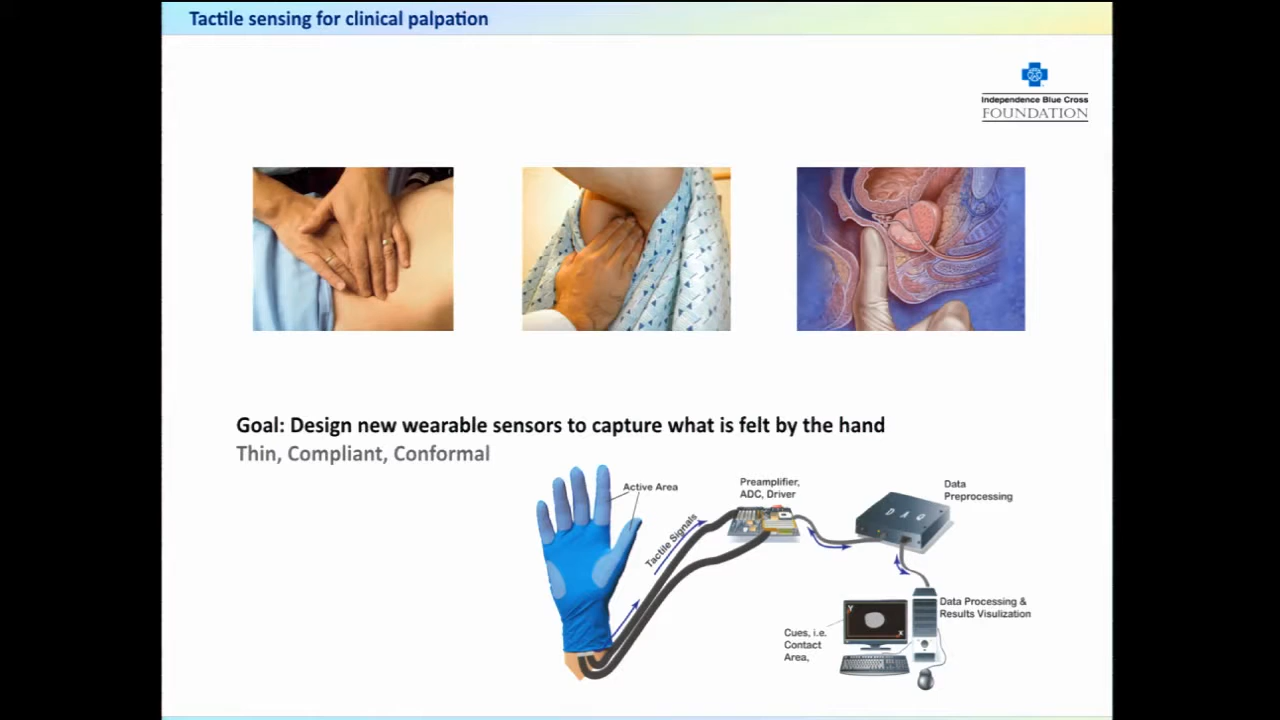 Tactile sensing for clinical palpation
Independence Blue Cross
FOUNDATION
Goal: Design new wearable sensors to capture what is felt by the hand
Thin, Compliant, Conformal
Active Area
Tactile Signals
Preamplifier,
ADC, Driver
Data
Preprocessing
D A Q
Data Processing &
Results Visulization
Cues, i.e.
Contact
Area,
Y
X